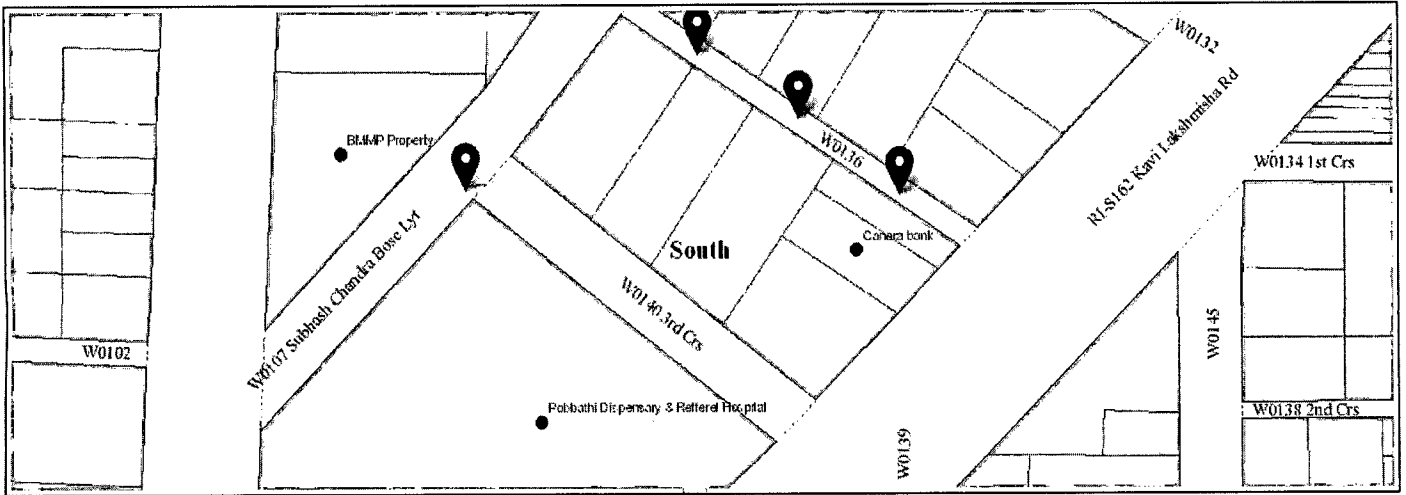 W0132
BMMP Property
W0136
R1-S162 Kavi Lakshmisha Rd
W0134 1st Crs
South
Canara bank
W0107 Subhash Chandra Bose Lyt
W0140 3rd Crs
W0145
W0102
Pobbathi Dispensary & Refferel Hospital
W0138 2nd Crs
W0139